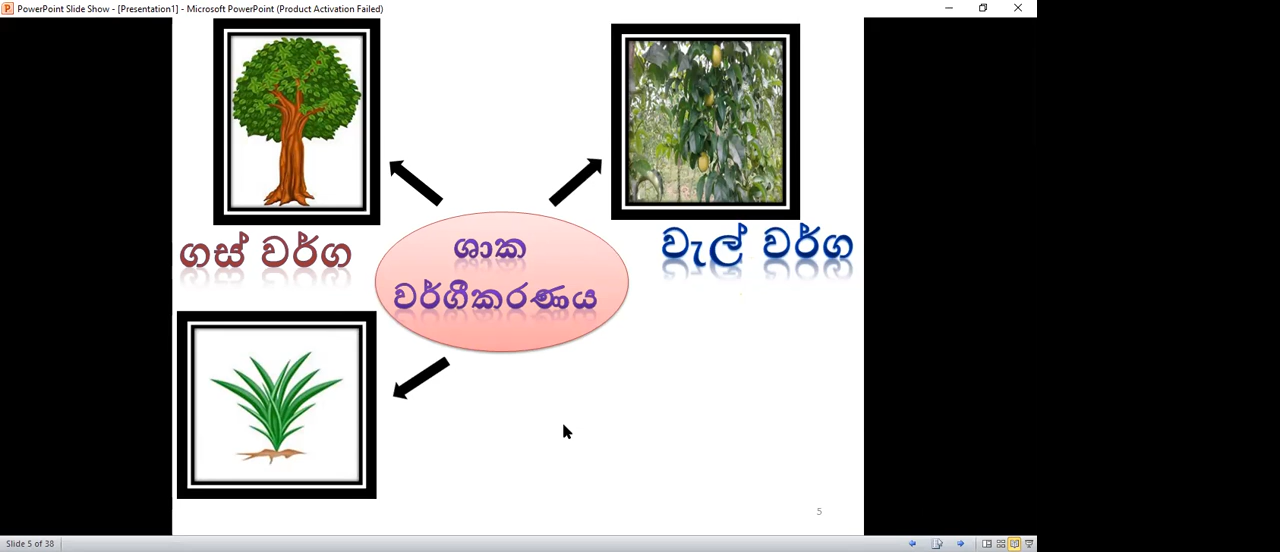 PowerPoint Slide Show - [Presentation1] - Microsoft PowerPoint (Product Activation Failed)
ගස් වර්ග
ශාක
වර්ගීකරණය
වැල් වර්ග
5
Slide 5 of 38